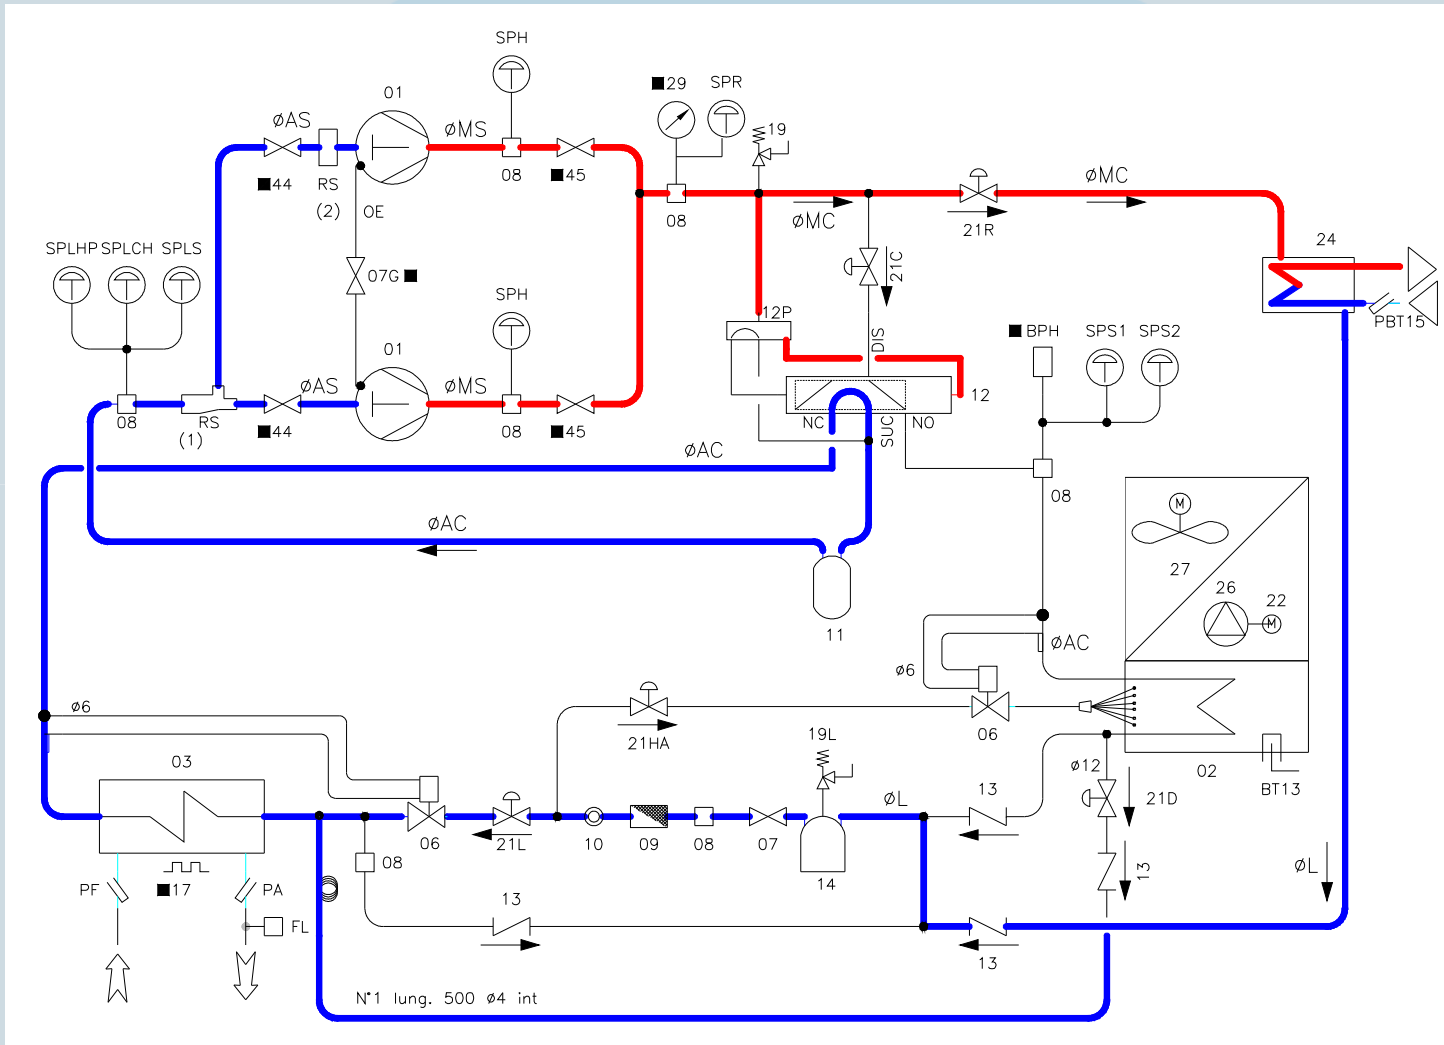 SPH
■29
SPR
01
øAS
øMS
19
■44
RS
(2)
OE
08
■45
08
øMC
øMC
21R
24
SPLHP
SPLCH
SPLS
07G■
21C
SPH
12P
DIS
PBT15
■BPH
SPS1
SPS2
01
øAS
øMS
12
08
RS
(1)
■44
08
■45
NC
SUC
NO
øAC
08
øAC
M
27
26
22
M
11
øAC
ø6
ø6
21HA
06
19L
02
BT13
03
ø12
21D
13
øL
06
21L
10
09
08
07
14
08
13
PF
■17
PA
FL
13
13
øL
N°1 lung. 500 ø4 int